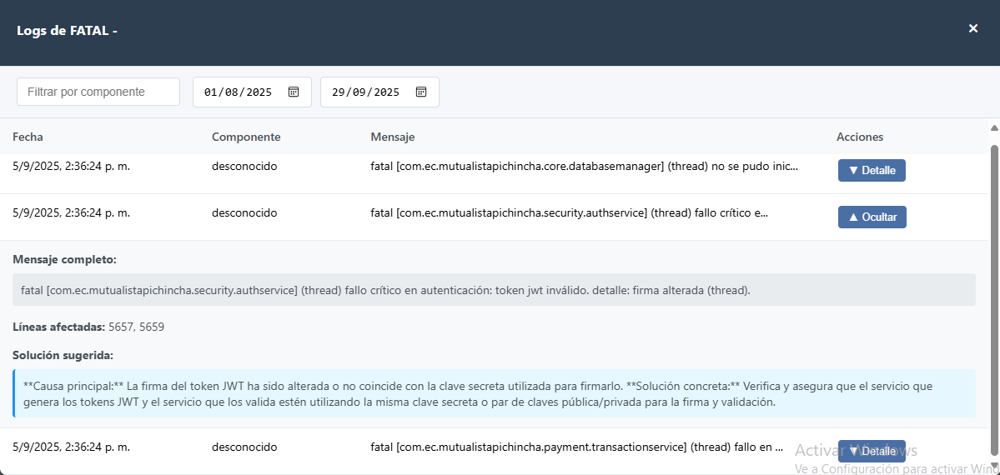 Logs de FATAL -
×
Filtrar por componente
01/08/2025
29/09/2025
Fecha Componente Mensaje Acciones
5/9/2025, 2:36:24 p. m. desconocido fatal [com.ec.mutualistapichincha.core.databasemanager] (thread) no se pudo inic... ▼ Detalle
5/9/2025, 2:36:24 p. m. desconocido fatal [com.ec.mutualistapichincha.security.authservice] (thread) fallo crítico e... ▲ Ocultar
Mensaje completo:
fatal [com.ec.mutualistapichincha.security.authservice] (thread) fallo crítico en autenticación: token jwt inválido. detalle: firma alterada (thread).
Líneas afectadas: 5657, 5659
Solución sugerida:
**Causa principal:** La firma del token JWT ha sido alterada o no coincide con la clave secreta utilizada para firmarlo. **Solución concreta:** Verifica y asegura que el servicio que
genera los tokens JWT y el servicio que los valida estén utilizando la misma clave secreta o par de claves pública/privada para la firma y validación.
5/9/2025, 2:36:24 p. m. desconocido fatal [com.ec.mutualistapichincha.payment.transactionservice] (thread) fallo en ... ▼ Detalle
Activar Windows
Ve a Configuración para activar Wind